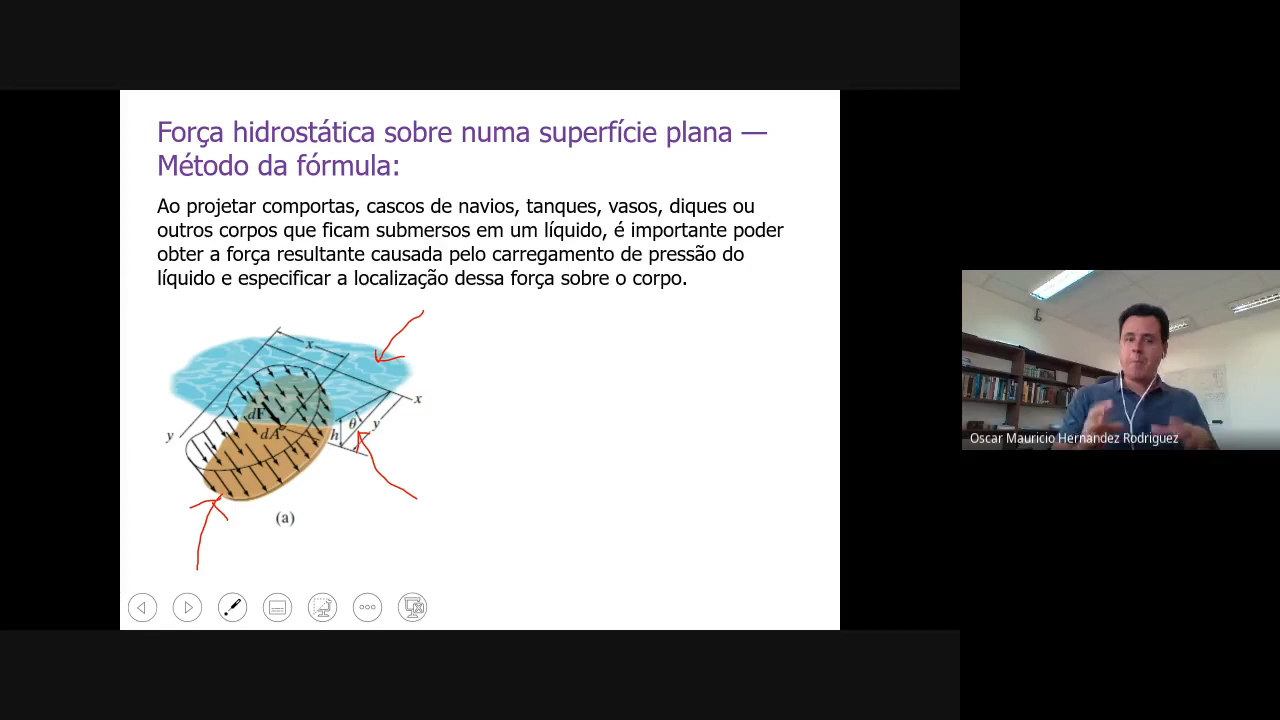 Força hidrostática sobre numa superfície plana —
Método da fórmula:
Ao projetar comportas, cascos de navios, tanques, vasos, diques ou
outros corpos que ficam submersos em um líquido, é importante poder
obter a força resultante causada pelo carregamento de pressão do
líquido e especificar a localização dessa força sobre o corpo.
x
x
dF
θ
y
y
dA
h
(a)
Oscar Mauricio Hernandez Rodriguez